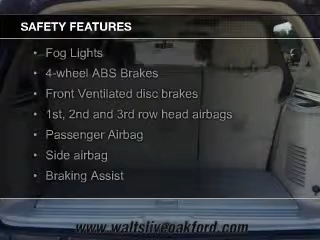 SAFETY FEATURES
• Fog Lights
• 4-wheel ABS Brakes
• Front Ventilated disc brakes
• 1st, 2nd and 3rd row head airbags
• Passenger Airbag
• Side airbag
• Braking Assist
www.waltsliveoakford.com